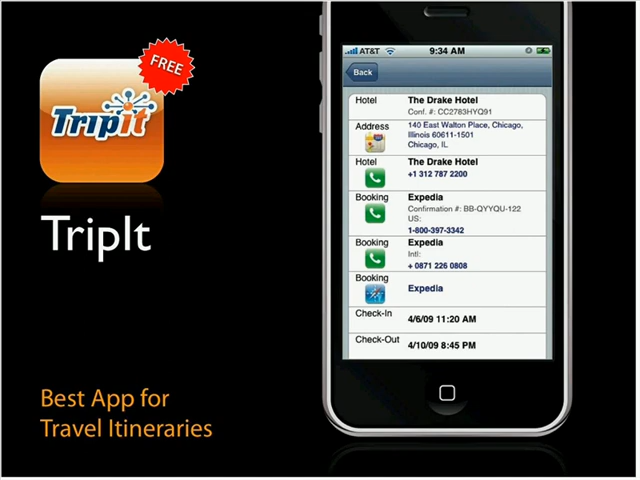 FREE
TripIt
TripIt
Best App for
Travel Itineraries
AT&T 9:34 AM
Back
Hotel The Drake Hotel
Conf. #: CC2783HYQ91
Address 140 East Walton Place, Chicago,
Illinois 60611-1501
Chicago, IL
Hotel The Drake Hotel
+1 312 787 2200
Booking Expedia
Confirmation #: BB-QYYQU-122
US:
1-800-397-3342
Booking Expedia
Intl:
+ 0871 226 0808
Booking
Expedia
Check-In 4/6/09 11:20 AM
Check-Out 4/10/09 8:45 PM